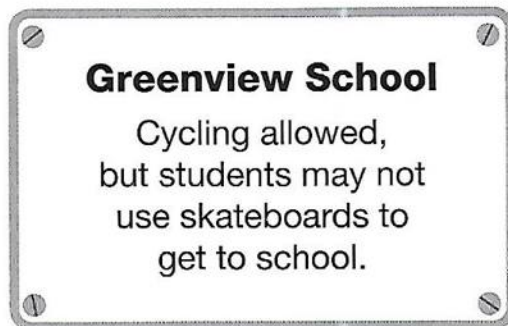 Greenview School
Cycling allowed,
but students may not
use skateboards to
get to school.